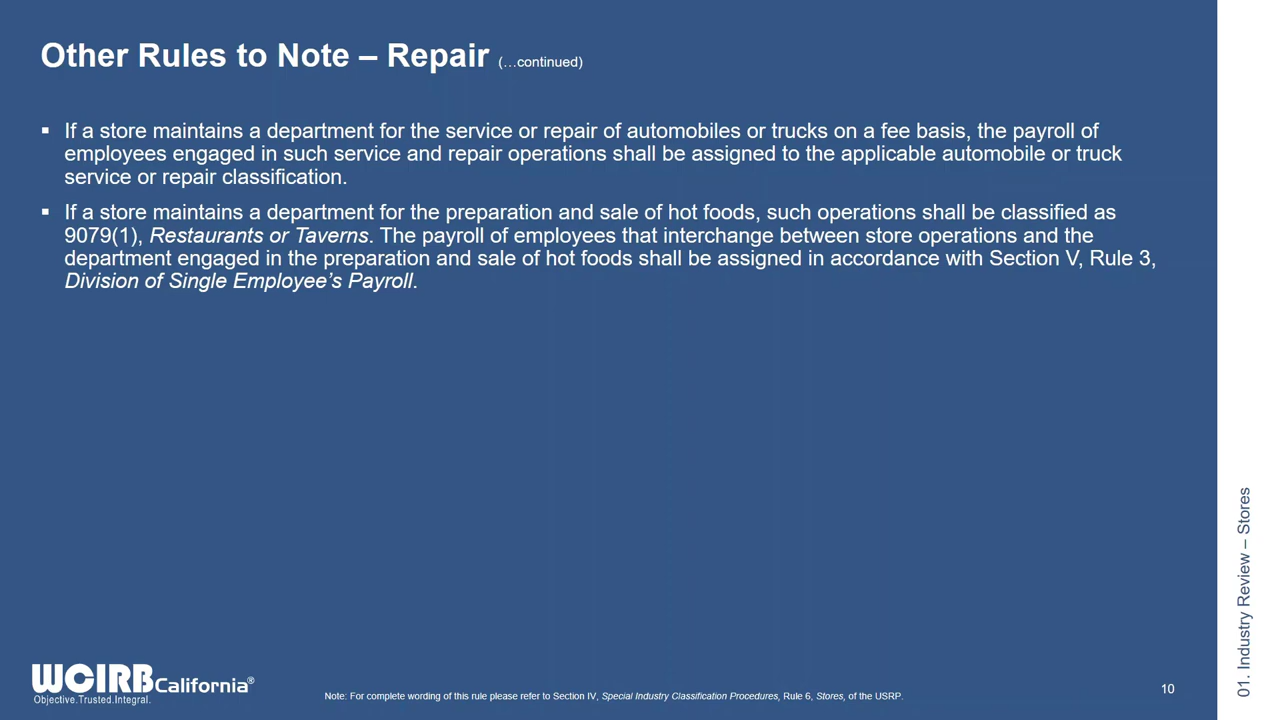 Other Rules to Note – Repair (…continued)
▪ If a store maintains a department for the service or repair of automobiles or trucks on a fee basis, the payroll of
employees engaged in such service and repair operations shall be assigned to the applicable automobile or truck
service or repair classification.
▪ If a store maintains a department for the preparation and sale of hot foods, such operations shall be classified as
9079(1), Restaurants or Taverns. The payroll of employees that interchange between store operations and the
department engaged in the preparation and sale of hot foods shall be assigned in accordance with Section V, Rule 3,
Division of Single Employee’s Payroll.
01. Industry Review – Stores
WCIRB California®
Objective.Trusted.Integral.
Note: For complete wording of this rule please refer to Section IV, Special Industry Classification Procedures, Rule 6, Stores, of the USRP.
10